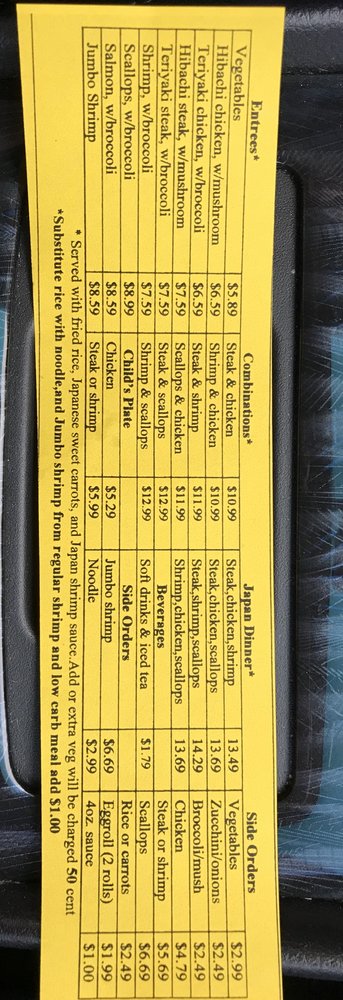 Entrees* Combinations* Japan Dinner* Side Orders
Vegetables $5.89 Steak & chicken $10.99 Steak,chicken,shrimp 13.49 Vegetables $2.99
Hibachi chicken, w/mushroom $6.59 Shrimp & chicken $10.99 Steak,chicken,scallops 13.69 Zucchini/onions $2.49
Teriyaki chicken, w/broccoli $6.59 Steak & shrimp $11.99 Steak,shrimp,scallops 14.29 Broccoli/mush $2.49
Hibachi steak, w/mushroom $7.59 Scallops & chicken $11.99 Shrimp,chicken,scallops 13.69 Chicken $4.79
Teriyaki steak, w/broccoli $7.59 Steak & scallops $12.99 Beverages Steak or shrimp $5.69
Shrimp, w/broccoli $7.59 Shrimp & scallops $12.99 Soft drinks & iced tea $1.79 Scallops $6.69
Scallops, w/broccoli $8.99 Child's Plate Side Orders Rice or carrots $2.49
Salmon, w/broccoli $8.59 Chicken $5.29 Jumbo shrimp $6.69 Eggroll (2 rolls) $1.99
Jumbo Shrimp $8.59 Steak or shrimp $5.99 Noodle $2.99 4oz. sauce $1.00
* Served with fried rice, Japanese sweet carrots, and Japan shrimp sauce. Add or extra veg will be charged 50 cent
*Substitute rice with noodle,and Jumbo shrimp from regular shrimp and low carb meal add $1.00